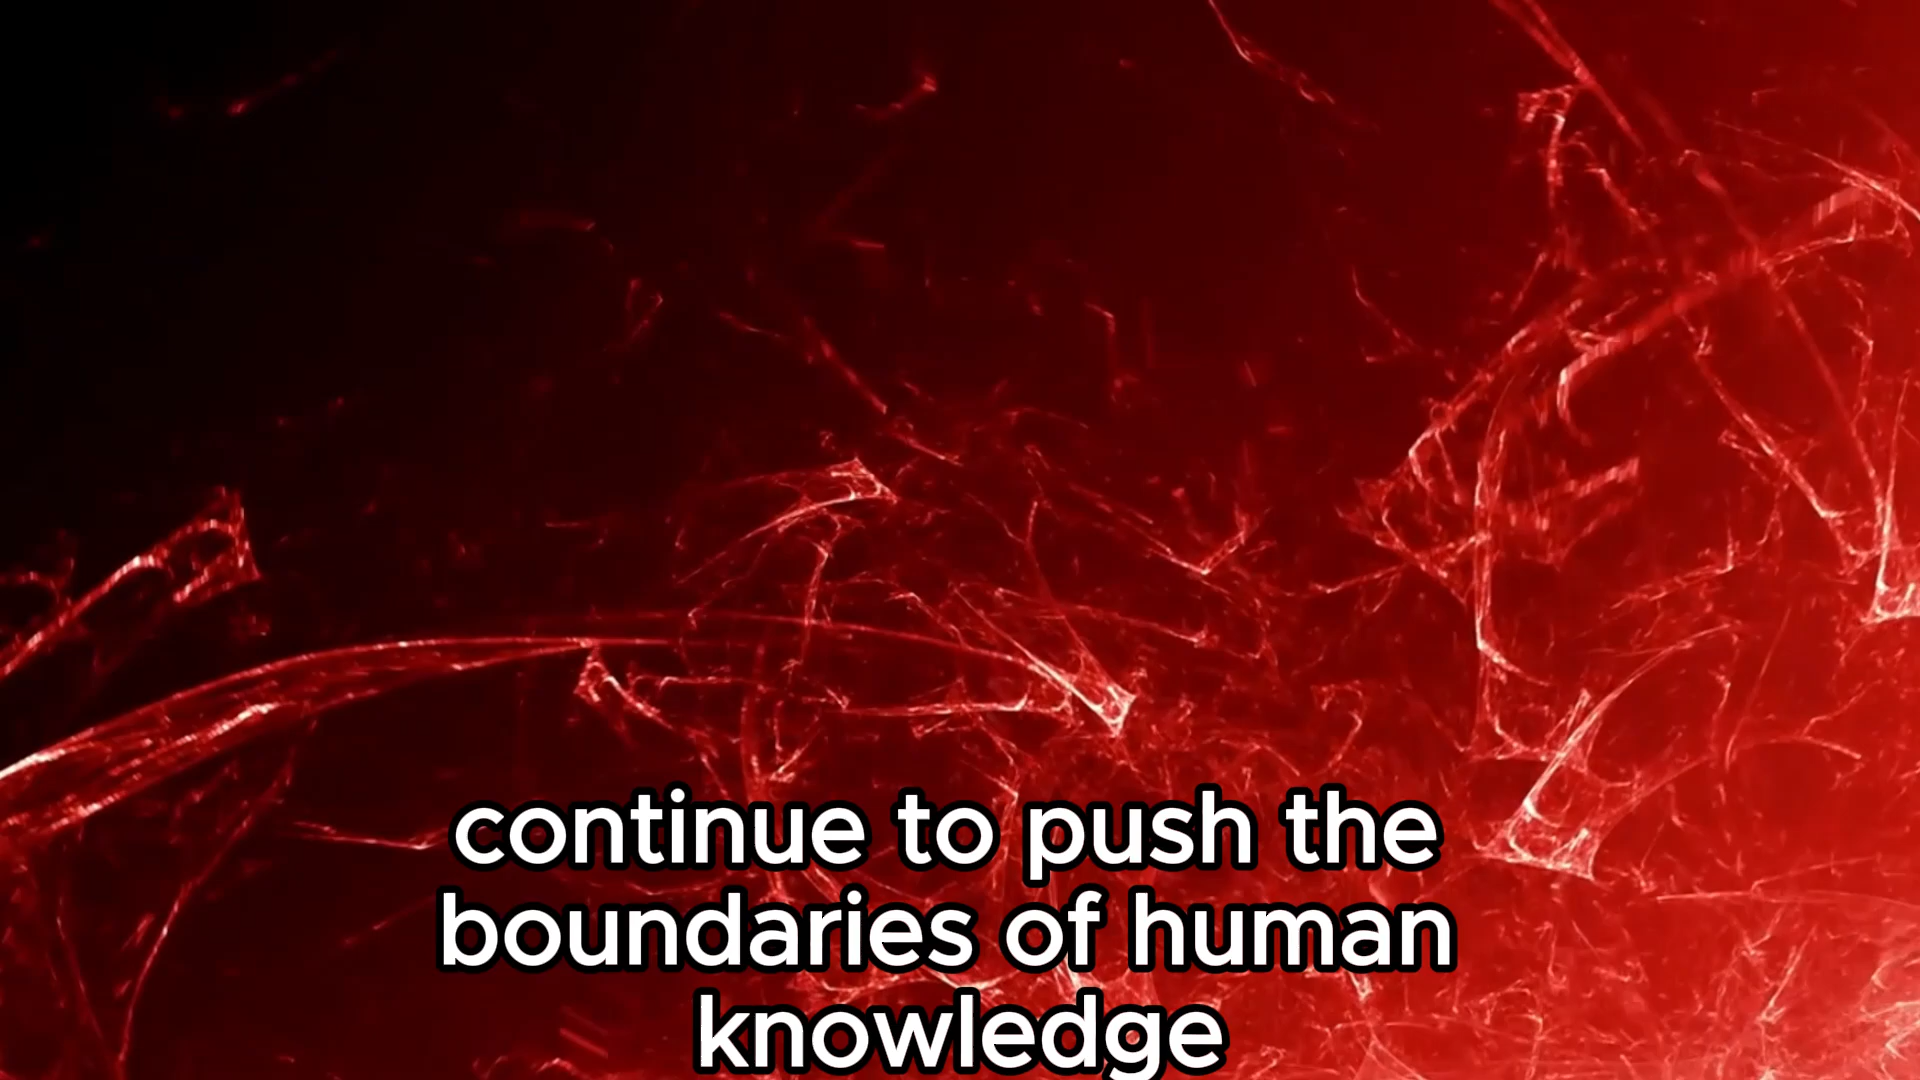 continue to push the
boundaries of human
knowledge